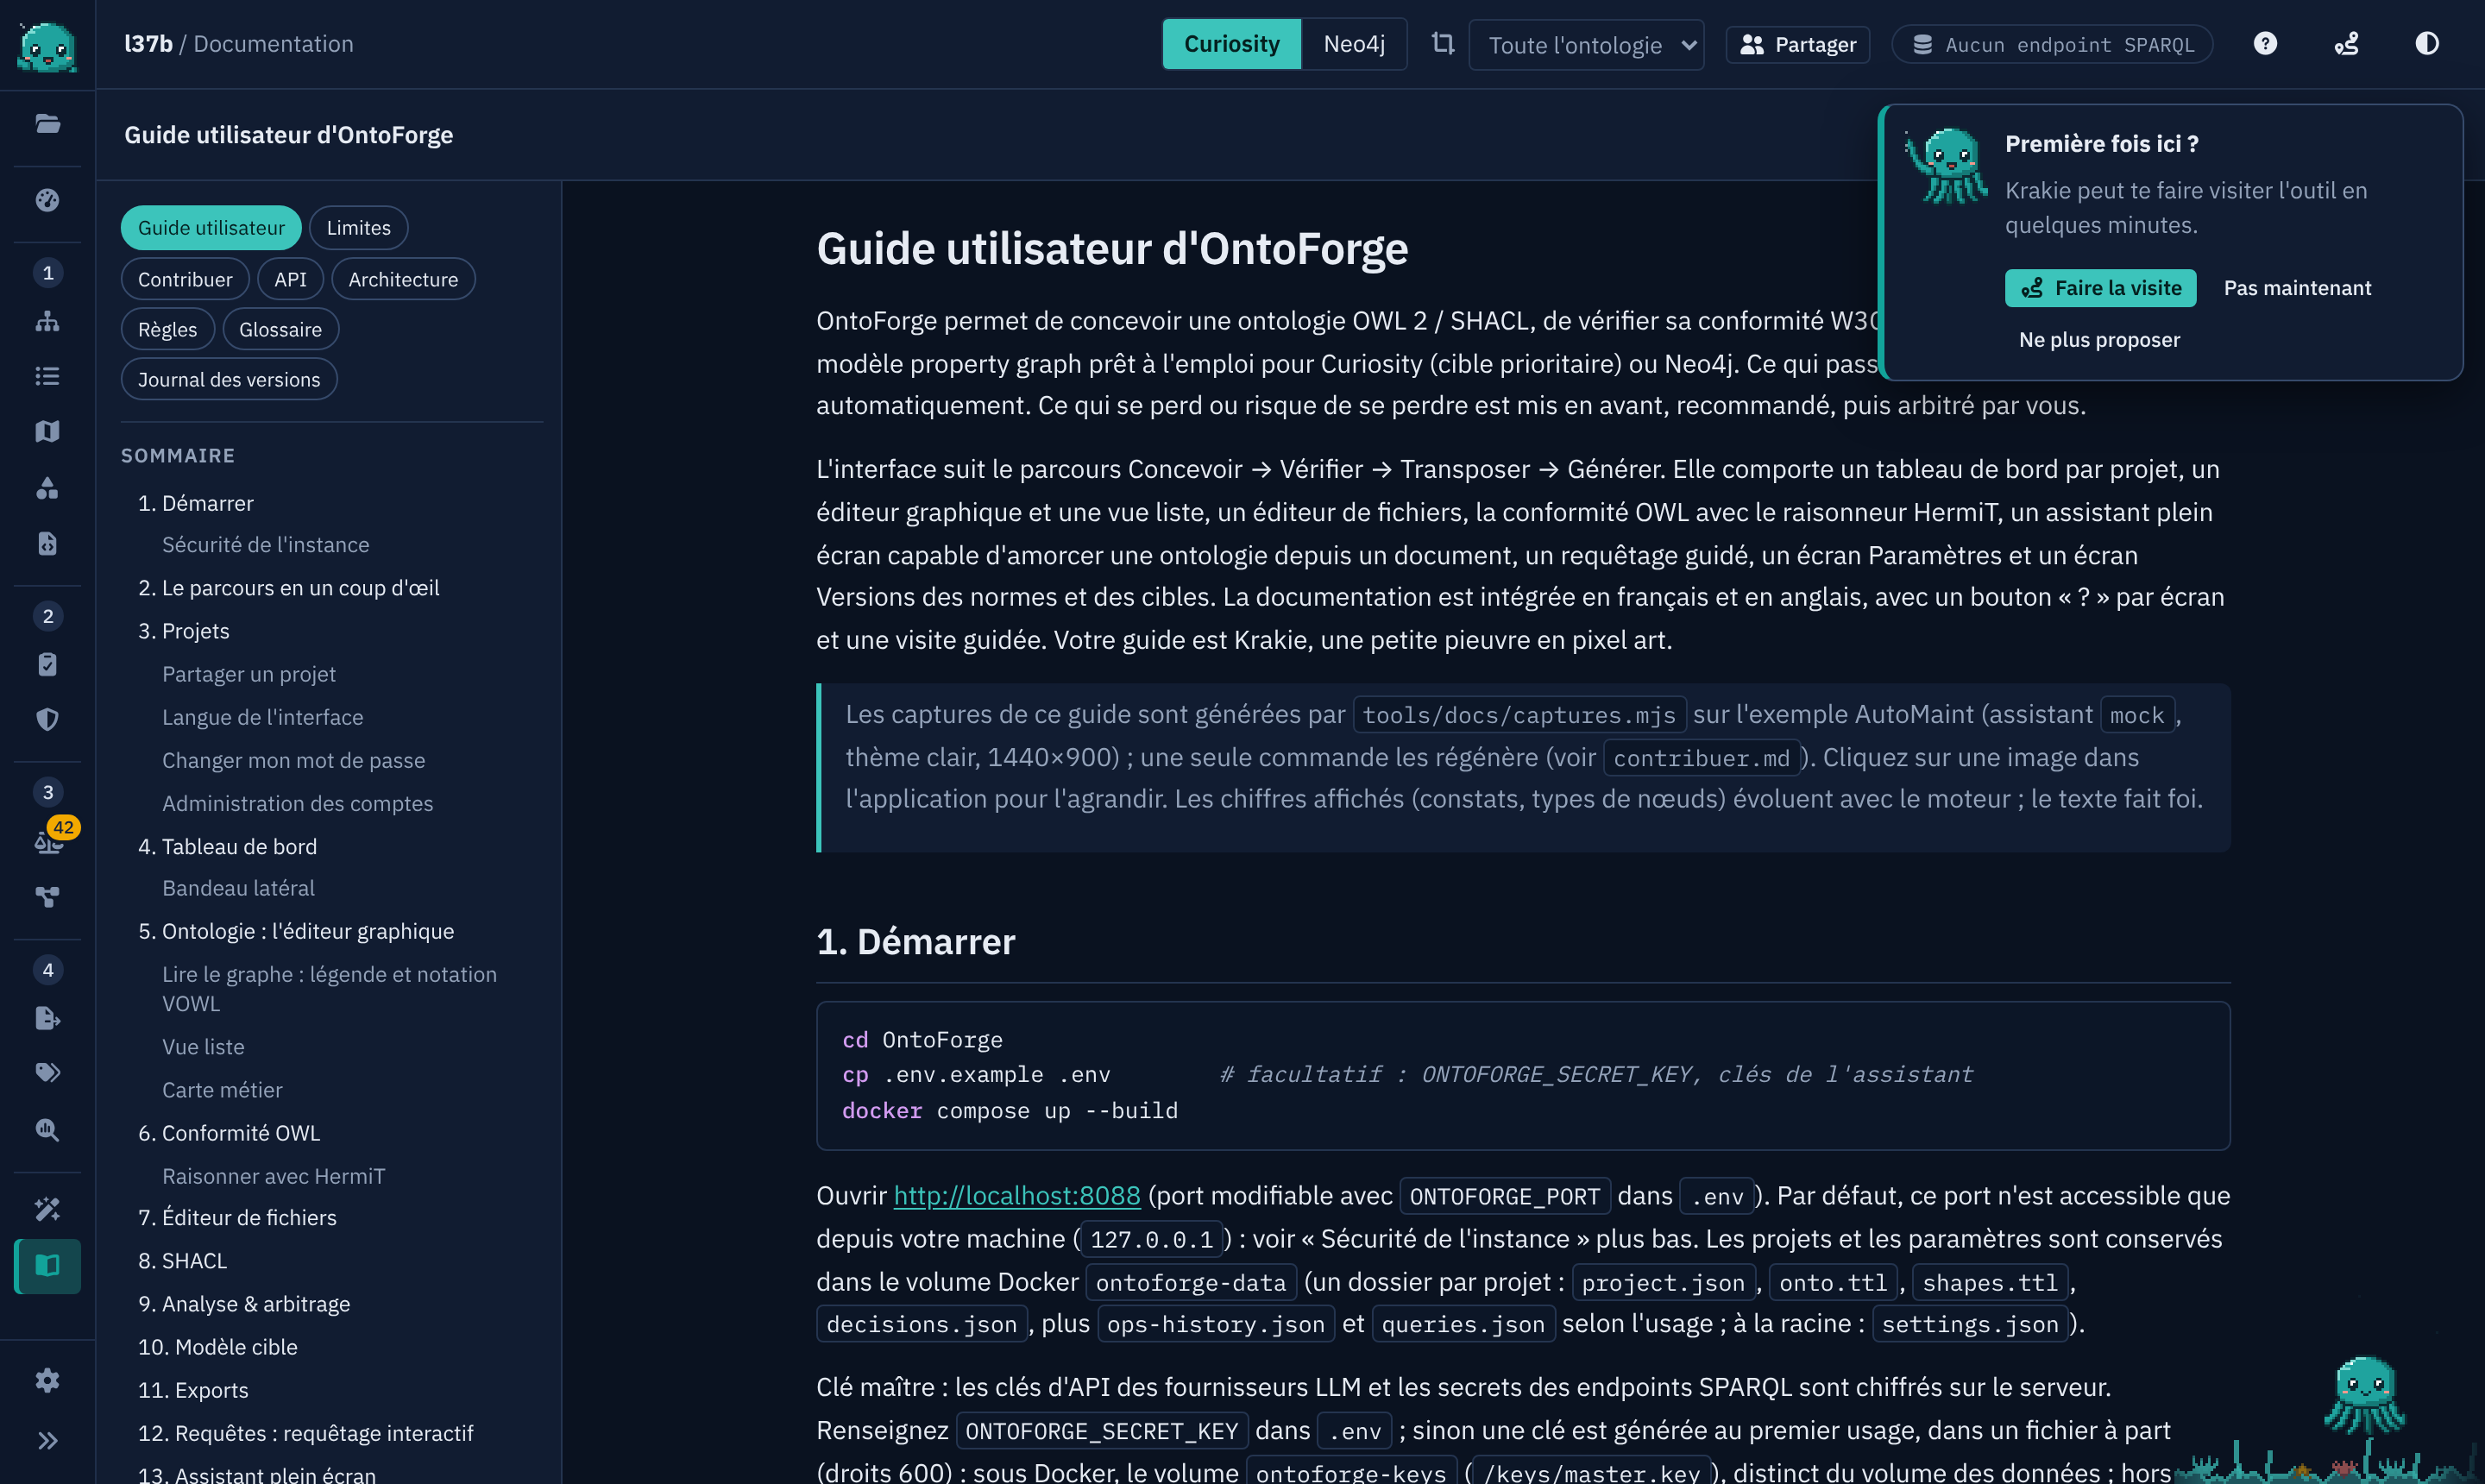 l37b / Documentation
Curiosity
Neo4j
Toute l'ontologie
Partager
Aucun endpoint SPARQL
?
Guide utilisateur d'OntoForge
Première fois ici ?
Krakie peut te faire visiter l'outil en
quelques minutes.
Faire la visite
Pas maintenant
Ne plus proposer
1
2
3
42
4
Guide utilisateur
Limites
Contribuer
API
Architecture
Règles
Glossaire
Journal des versions
SOMMAIRE
1. Démarrer
Sécurité de l'instance
2. Le parcours en un coup d'œil
3. Projets
Partager un projet
Langue de l'interface
Changer mon mot de passe
Administration des comptes
4. Tableau de bord
Bandeau latéral
5. Ontologie : l'éditeur graphique
Lire le graphe : légende et notation
VOWL
Vue liste
Carte métier
6. Conformité OWL
Raisonner avec HermiT
7. Éditeur de fichiers
8. SHACL
9. Analyse & arbitrage
10. Modèle cible
11. Exports
12. Requêtes : requêtage interactif
13. Assistant plein écran
Guide utilisateur d'OntoForge
OntoForge permet de concevoir une ontologie OWL 2 / SHACL, de vérifier sa conformité
modèle property graph prêt à l'emploi pour Curiosity (cible prioritaire) ou Neo4j. Ce qui
automatiquement. Ce qui se perd ou risque de se perdre est mis en avant, recommandé, puis arbitré par vous.
L'interface suit le parcours Concevoir → Vérifier → Transposer → Générer. Elle comporte un tableau de bord par projet, un
éditeur graphique et une vue liste, un éditeur de fichiers, la conformité OWL avec le raisonneur HermiT, un assistant plein
écran capable d'amorcer une ontologie depuis un document, un requêtage guidé, un écran Paramètres et un écran
Versions des normes et des cibles. La documentation est intégrée en français et en anglais, avec un bouton « ? » par écran
et une visite guidée. Votre guide est Krakie, une petite pieuvre en pixel art.
Les captures de ce guide sont générées par tools/docs/captures.mjs sur l'exemple AutoMaint (assistant mock,
thème clair, 1440×900) ; une seule commande les régénère (voir contribuer.md). Cliquez sur une image dans
l'application pour l'agrandir. Les chiffres affichés (constats, types de nœuds) évoluent avec le moteur ; le texte fait foi.
1. Démarrer
cd OntoForge
cp .env.example .env # facultatif : ONTOFORGE_SECRET_KEY, clés de l'assistant
docker compose up --build
Ouvrir http://localhost:8088 (port modifiable avec ONTOFORGE_PORT dans .env). Par défaut, ce port n'est accessible que
depuis votre machine (127.0.0.1) : voir « Sécurité de l'instance » plus bas. Les projets et les paramètres sont conservés
dans le volume Docker ontoforge-data (un dossier par projet : project.json, onto.ttl, shapes.ttl,
decisions.json, plus ops-history.json et queries.json selon l'usage ; à la racine : settings.json).
Clé maître : les clés d'API des fournisseurs LLM et les secrets des endpoints SPARQL sont chiffrés sur le serveur.
Renseignez ONTOFORGE_SECRET_KEY dans .env ; sinon une clé est générée au premier usage, dans un fichier à part
(droits 600) : sous Docker, le volume ontoforge-keys (/keys/master.key), distinct du volume des données ; hors